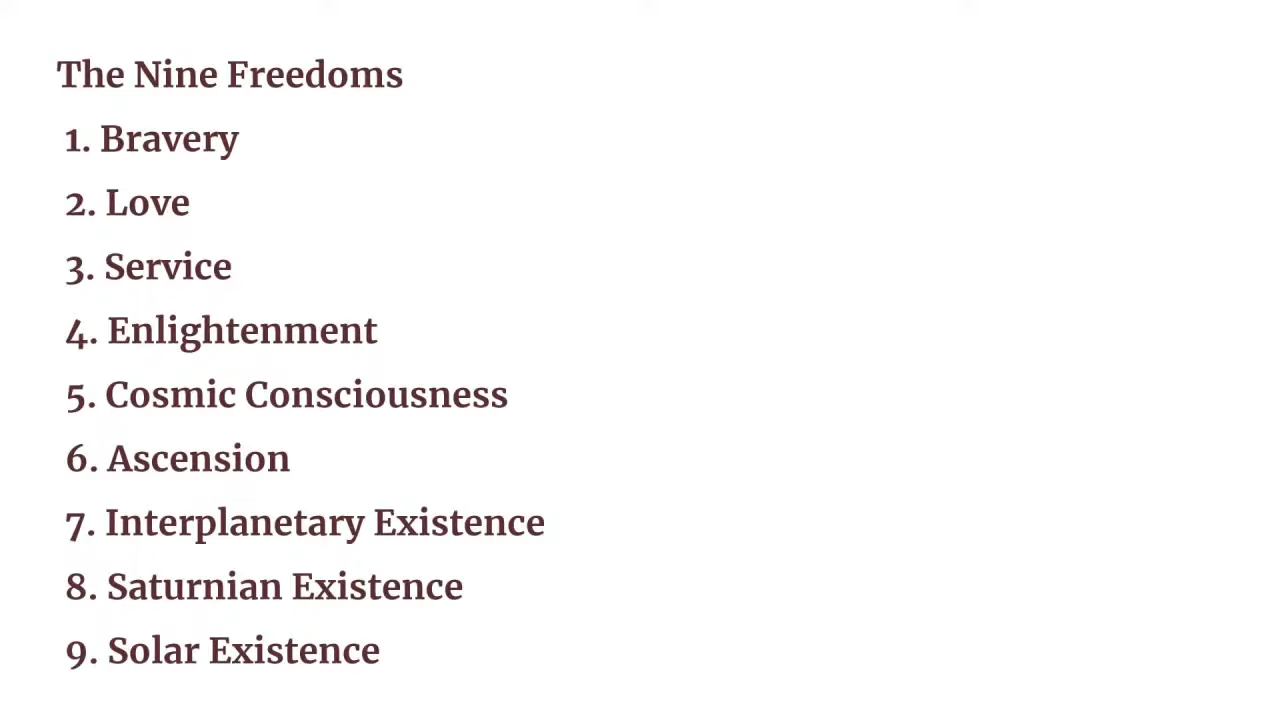 The Nine Freedoms
1. Bravery
2. Love
3. Service
4. Enlightenment
5. Cosmic Consciousness
6. Ascension
7. Interplanetary Existence
8. Saturnian Existence
9. Solar Existence